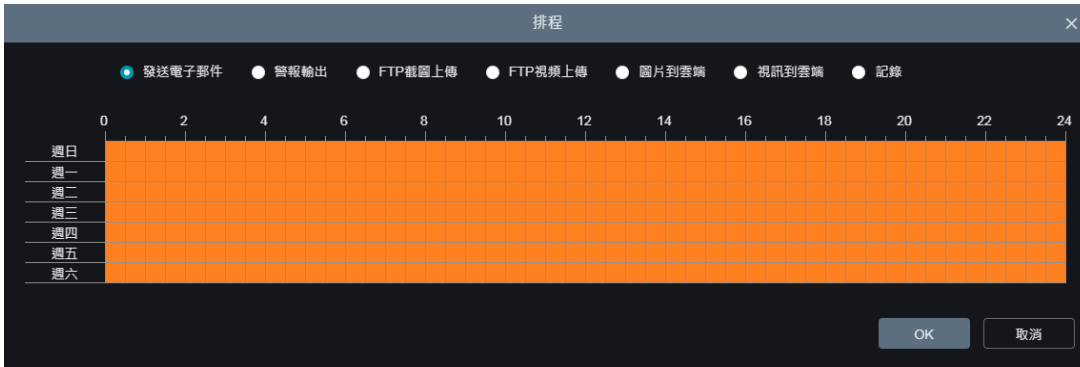 排程
發送電子郵件 警報輸出 FTP截圖上傳 FTP視頻上傳 圖片到雲端 視訊到雲端 記錄
0 2 4 6 8 10 12 14 16 18 20 22 24
週日
週一
週二
週三
週四
週五
週六
OK 取消